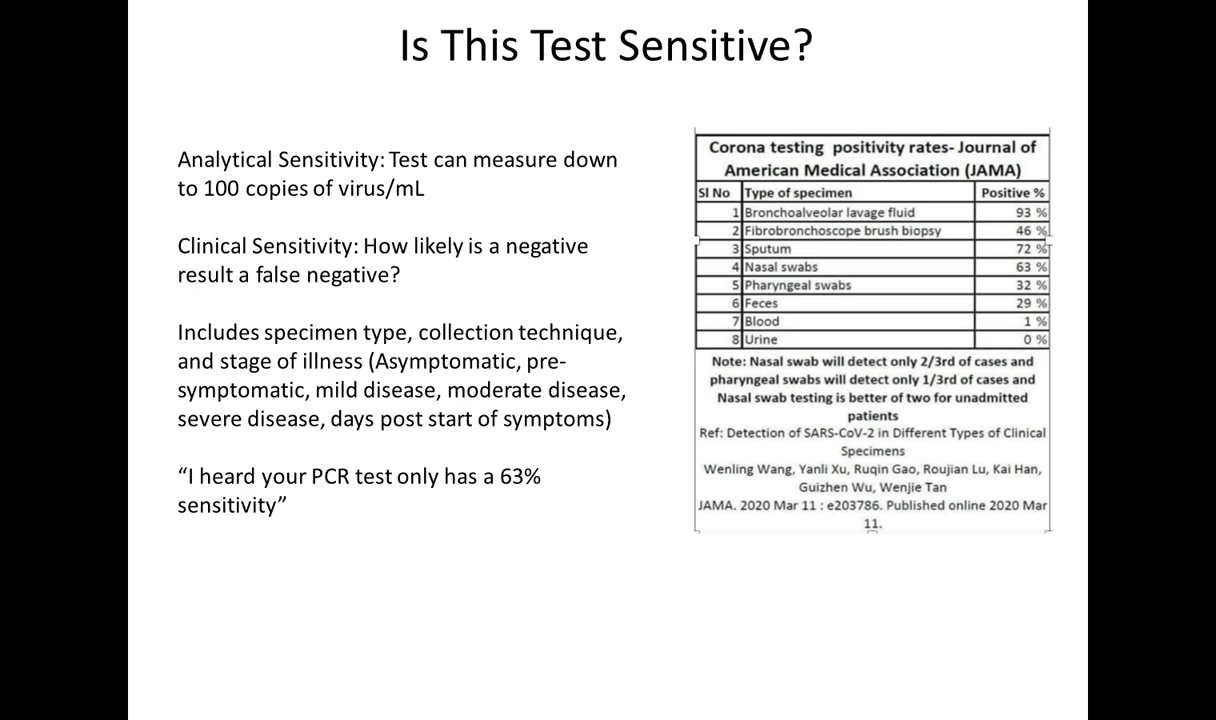 Is This Test Sensitive?
Analytical Sensitivity: Test can measure down
to 100 copies of virus/mL
Clinical Sensitivity: How likely is a negative
result a false negative?
Includes specimen type, collection technique,
and stage of illness (Asymptomatic, pre-
symptomatic, mild disease, moderate disease,
severe disease, days post start of symptoms)
“I heard your PCR test only has a 63%
sensitivity”
Corona testing positivity rates- Journal of
American Medical Association (JAMA)
Sl No Type of specimen Positive %
1 Bronchoalveolar lavage fluid 93 %
2 Fibrobronchoscope brush biopsy 46 %
3 Sputum 72 %
4 Nasal swabs 63 %
5 Pharyngeal swabs 32 %
6 Feces 29 %
7 Blood 1 %
8 Urine 0 %
Note: Nasal swab will detect only 2/3rd of cases and
pharyngeal swabs will detect only 1/3rd of cases and
Nasal swab testing is better of two for unadmitted
patients
Ref: Detection of SARS-CoV-2 in Different Types of Clinical
Specimens
Wenling Wang, Yanli Xu, Ruqin Gao, Roujian Lu, Kai Han,
Guizhen Wu, Wenjie Tan
JAMA. 2020 Mar 11 : e203786. Published online 2020 Mar
11.